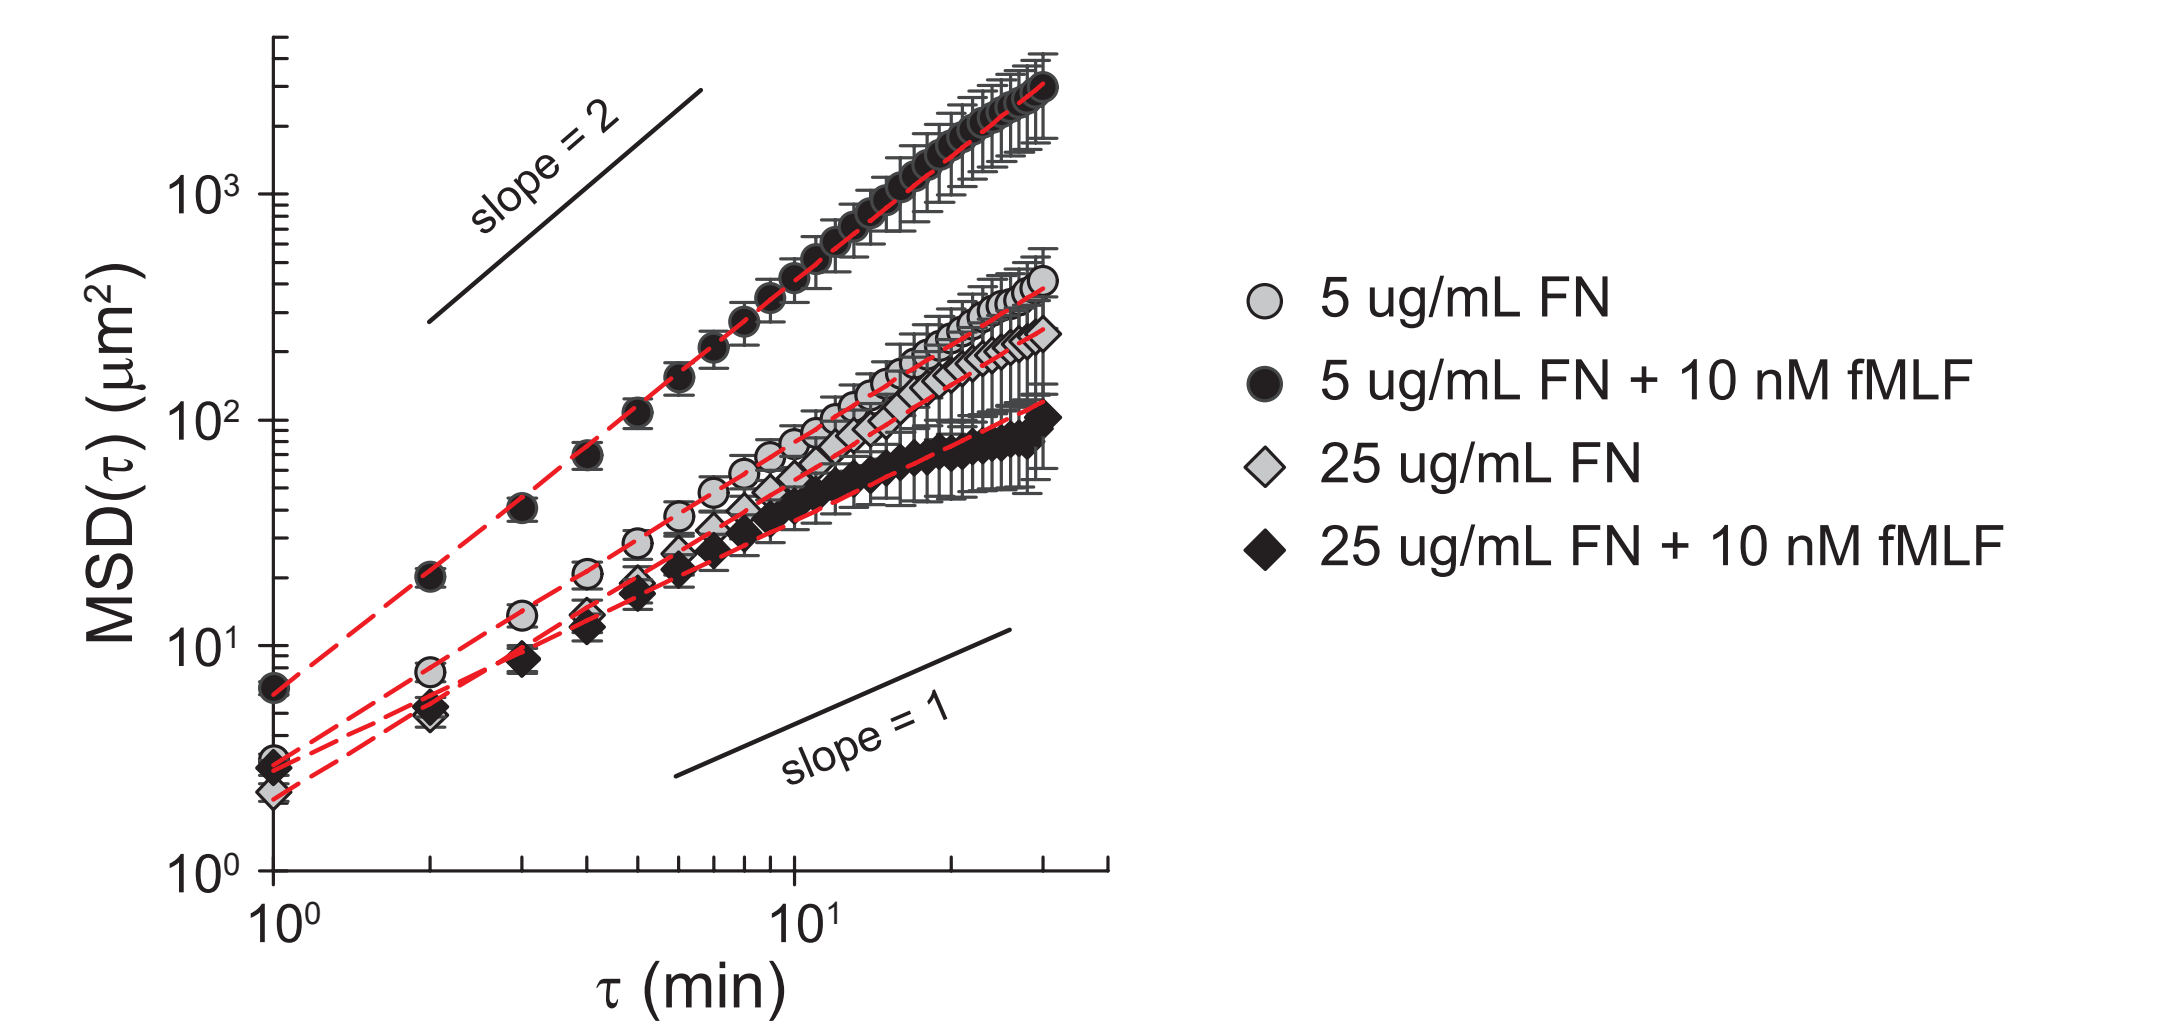 MSD(τ) (μm²)
10³
10²
10¹
10⁰
slope = 2
slope = 1
10⁰
10¹
τ (min)
5 ug/mL FN
5 ug/mL FN + 10 nM fMLF
25 ug/mL FN
25 ug/mL FN + 10 nM fMLF